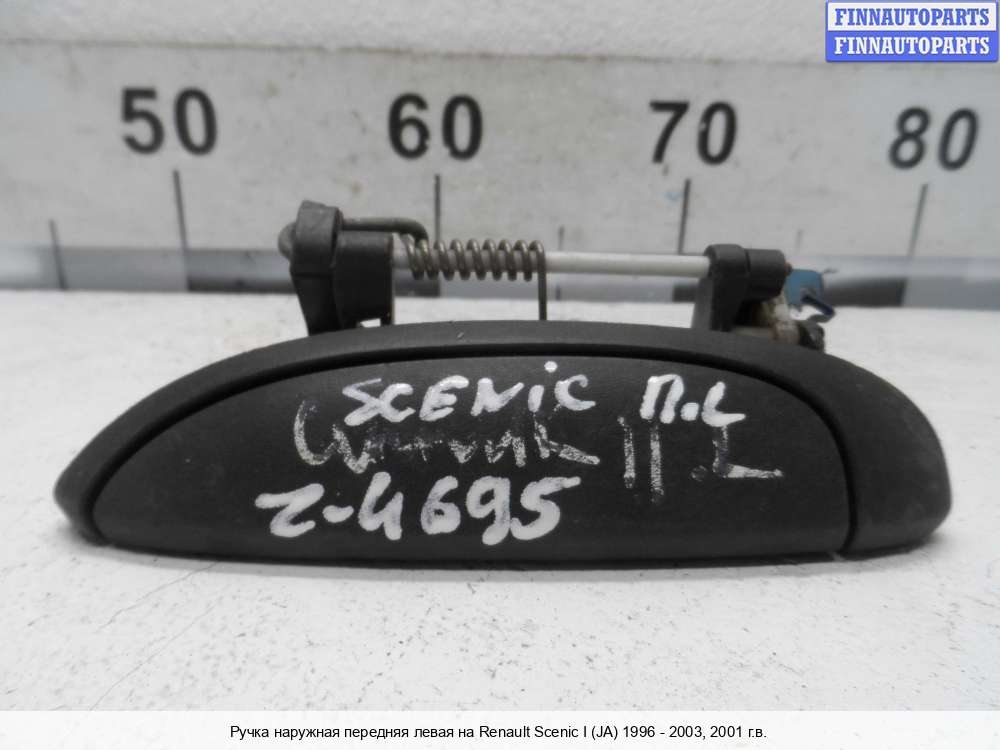 FINNAUTOPARTS
FINNAUTOPARTS
50 60 70 80
SCENIC П.L
П.L
2-4695
Ручка наружная передняя левая на Renault Scenic I (JA) 1996 - 2003, 2001 г.в.